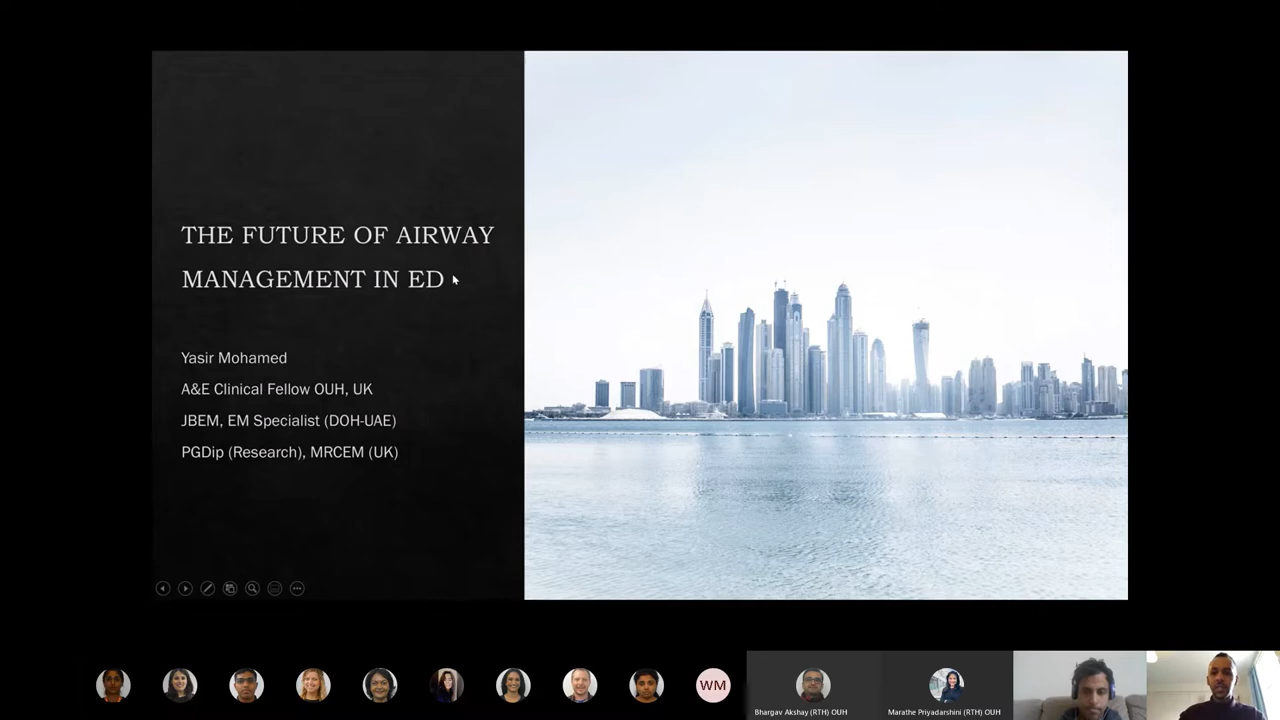 THE FUTURE OF AIRWAY
MANAGEMENT IN ED
Yasir Mohamed
A&E Clinical Fellow OUH, UK
JBEM, EM Specialist (DOH-UAE)
PGDip (Research), MRCEM (UK)
WM
Bhargav Akshay (RTH) OUH
Marathe Priyadarshini (RTH) OUH